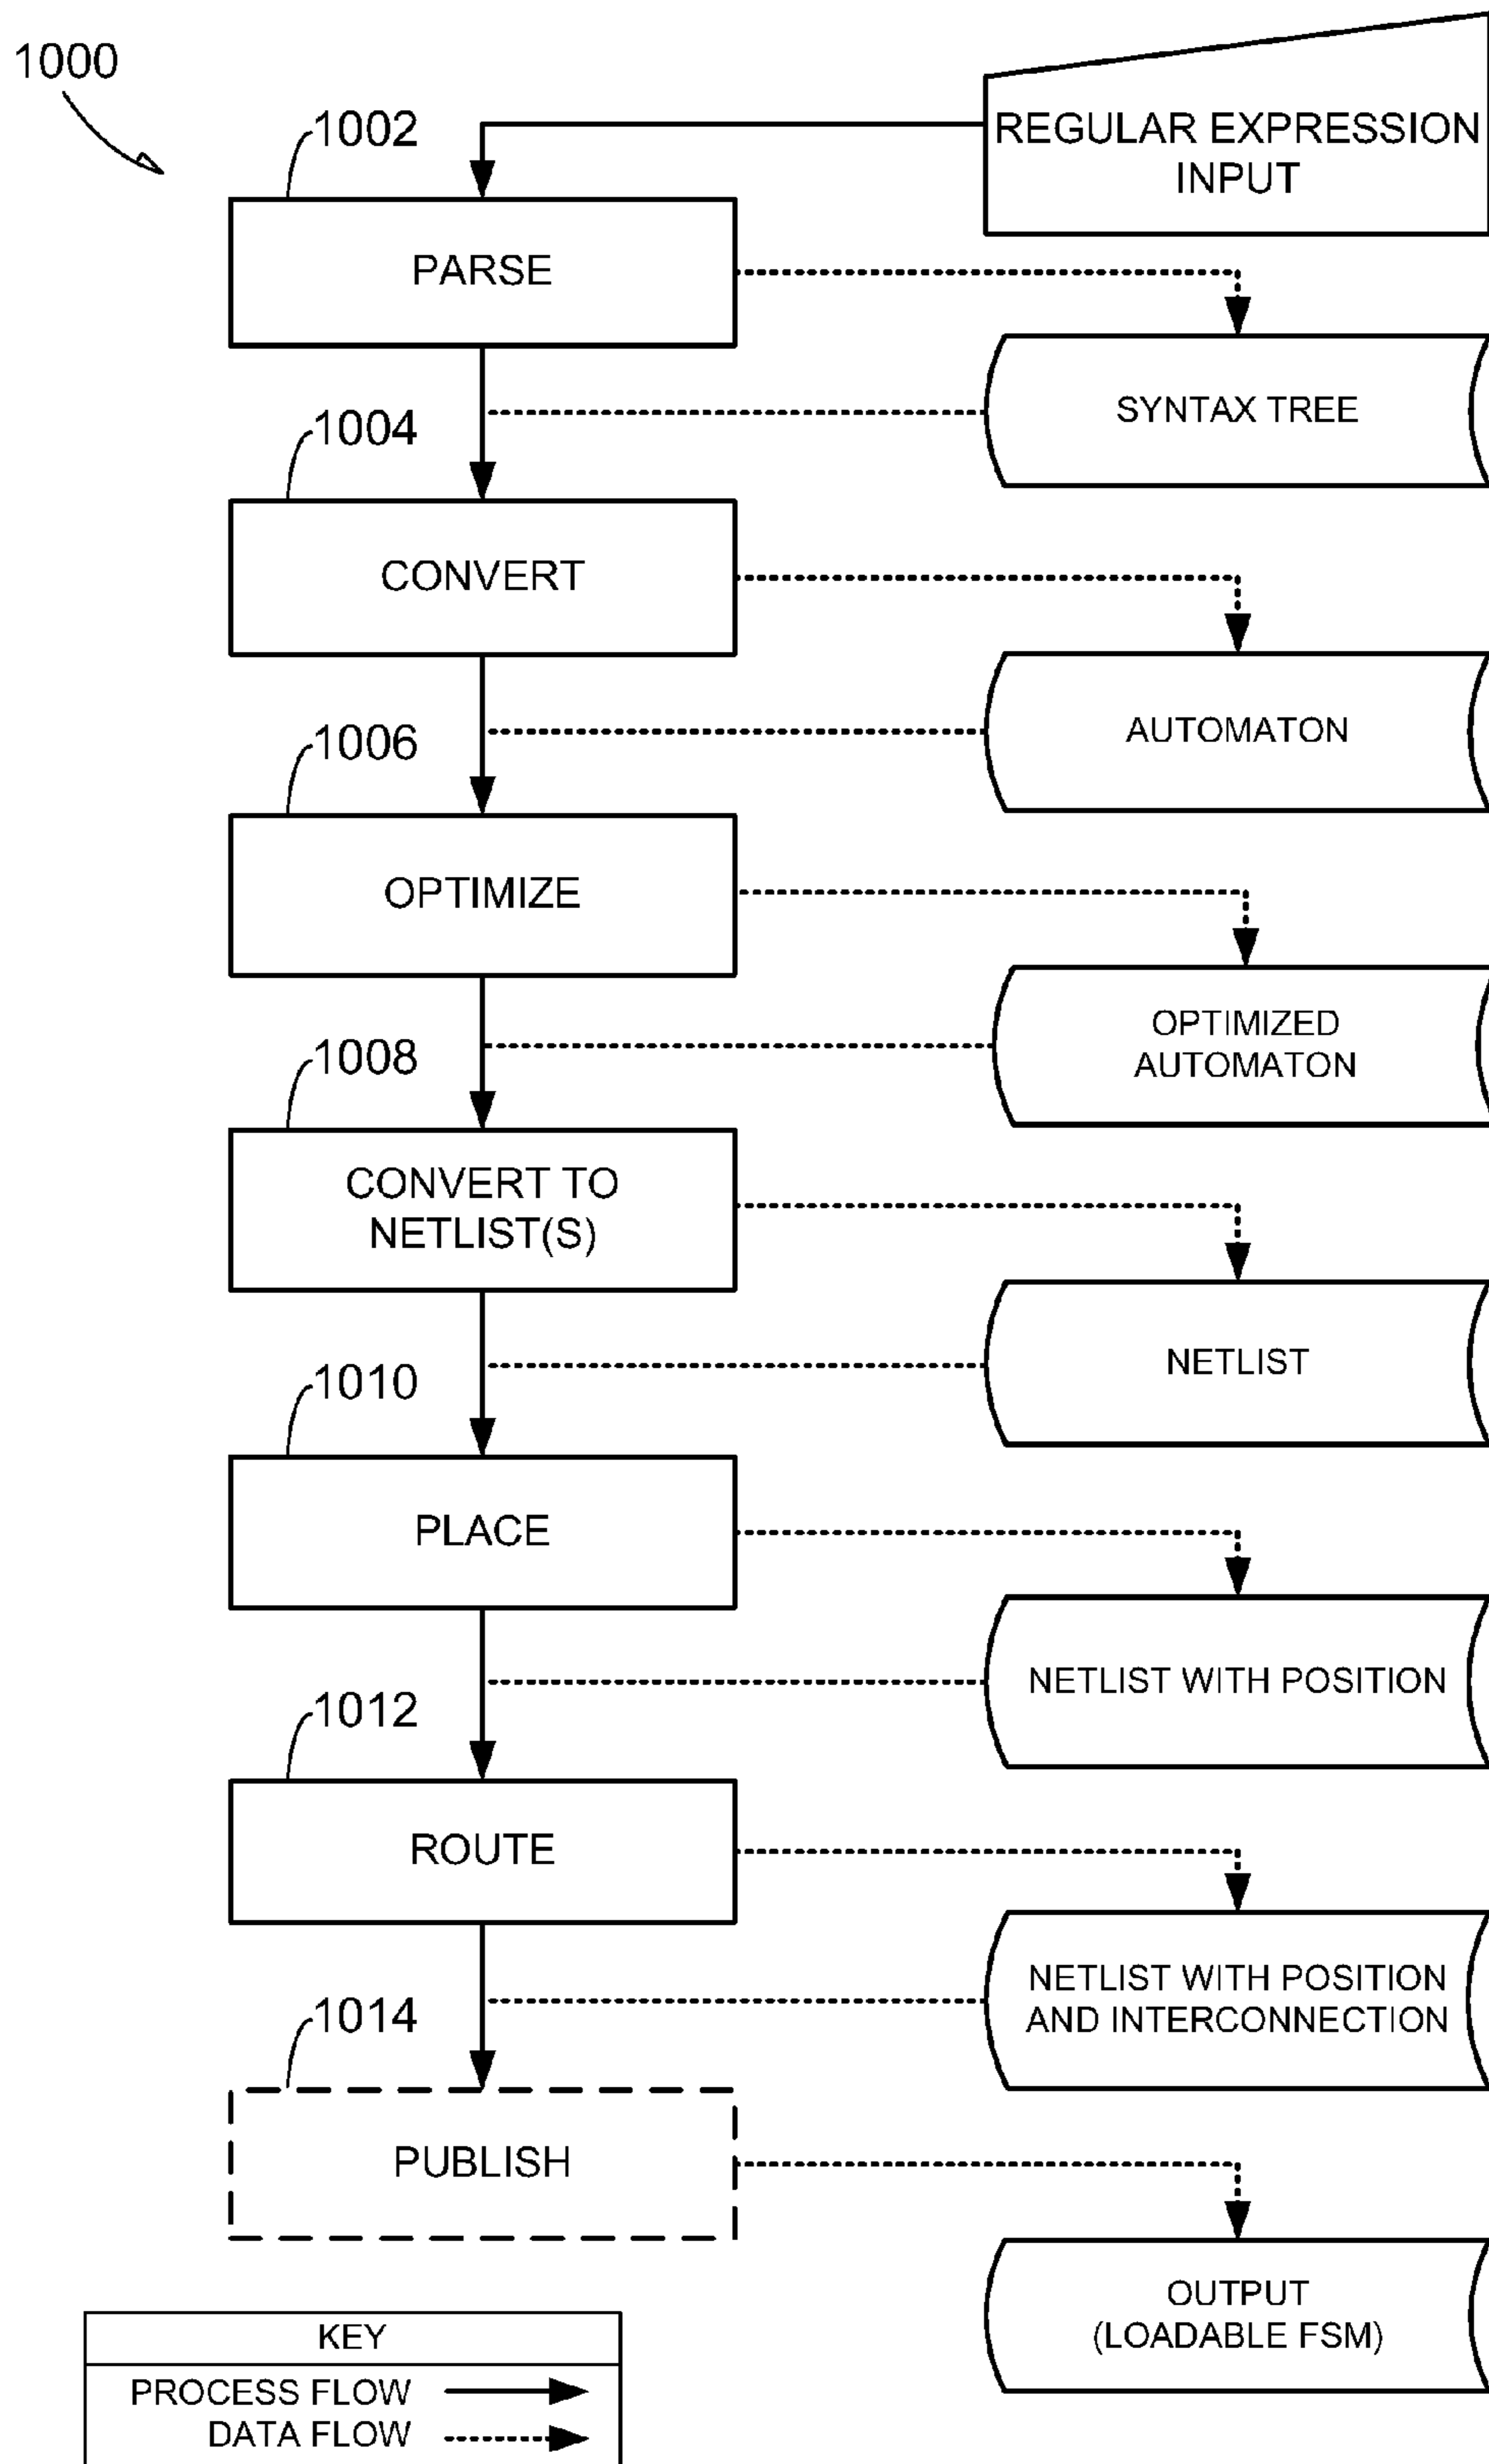 1000
REGULAR EXPRESSION
INPUT
1002
PARSE
SYNTAX TREE
1004
CONVERT
AUTOMATON
1006
OPTIMIZE
OPTIMIZED
AUTOMATON
1008
CONVERT TO
NETLIST(S)
NETLIST
1010
PLACE
NETLIST WITH POSITION
1012
ROUTE
NETLIST WITH POSITION
AND INTERCONNECTION
1014
PUBLISH
OUTPUT
(LOADABLE FSM)
KEY
PROCESS FLOW
DATA FLOW